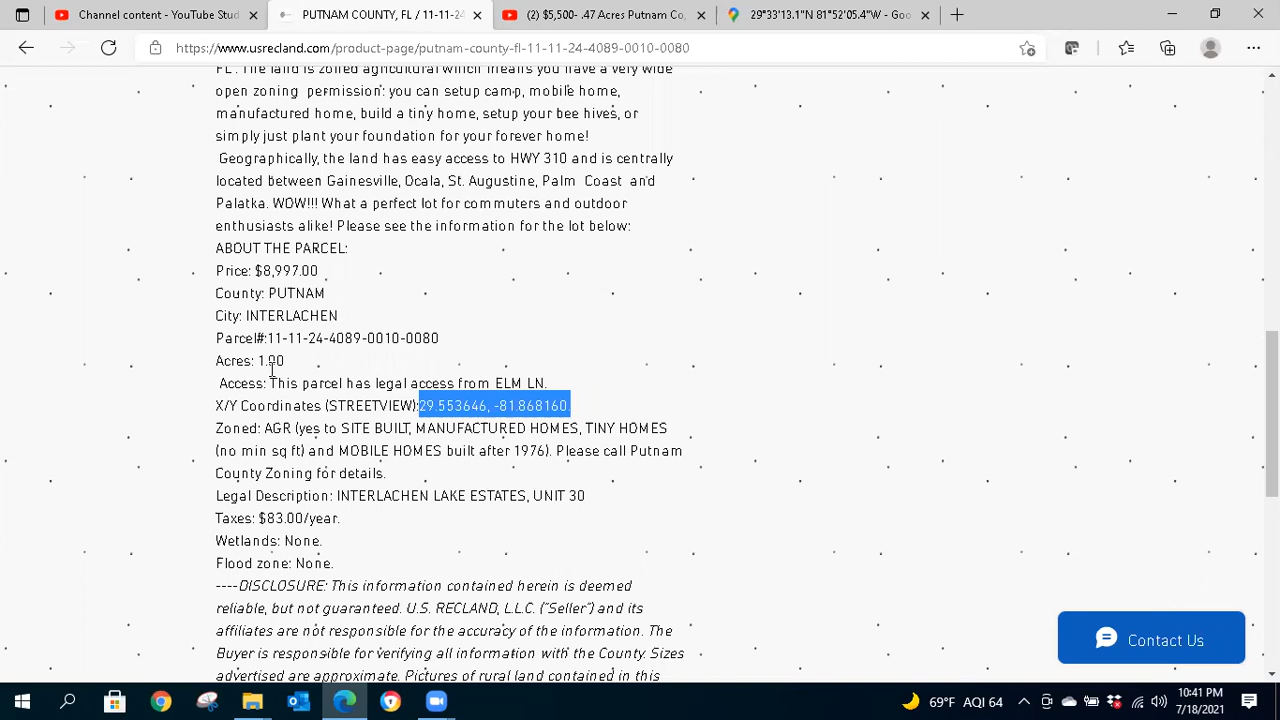 Channel content - YouTube Stud
PUTNAM COUNTY, FL / 11-11-24
(2) $5,500- .47 Acres Putnam Co,
29°33'13.1"N 81°52'05.4"W - Goo
https://www.usrecland.com/product-page/putnam-county-fl-11-11-24-4089-0010-0080
FL . The land is zoned agricultural which means you have a very wide
open zoning permission: you can setup camp, mobile home,
manufactured home, build a tiny home, setup your bee hives, or
simply just plant your foundation for your forever home!
Geographically, the land has easy access to HWY 310 and is centrally
located between Gainesville, Ocala, St. Augustine, Palm Coast and
Palatka. WOW!!! What a perfect lot for commuters and outdoor
enthusiasts alike! Please see the information for the lot below:
ABOUT THE PARCEL:
Price: $8,997.00
County: PUTNAM
City: INTERLACHEN
Parcel#:11-11-24-4089-0010-0080
Acres: 1.00
Access: This parcel has legal access from ELM LN.
X/Y Coordinates (STREETVIEW):29.553646, -81.868160.
Zoned: AGR (yes to SITE BUILT, MANUFACTURED HOMES, TINY HOMES
(no min sq ft) and MOBILE HOMES built after 1976). Please call Putnam
County Zoning for details.
Legal Description: INTERLACHEN LAKE ESTATES, UNIT 30
Taxes: $83.00/year.
Wetlands: None.
Flood zone: None.
----DISCLOSURE: This information contained herein is deemed
reliable, but not guaranteed. U.S. RECLAND, L.L.C. ("Seller") and its
affiliates are not responsible for the accuracy of the information. The
Buyer is responsible for verifying all information with the County Sizes
advertised are approximate. Pictures of rural land contained in this
Contact Us
69°F AQI 64
10:41 PM
7/18/2021